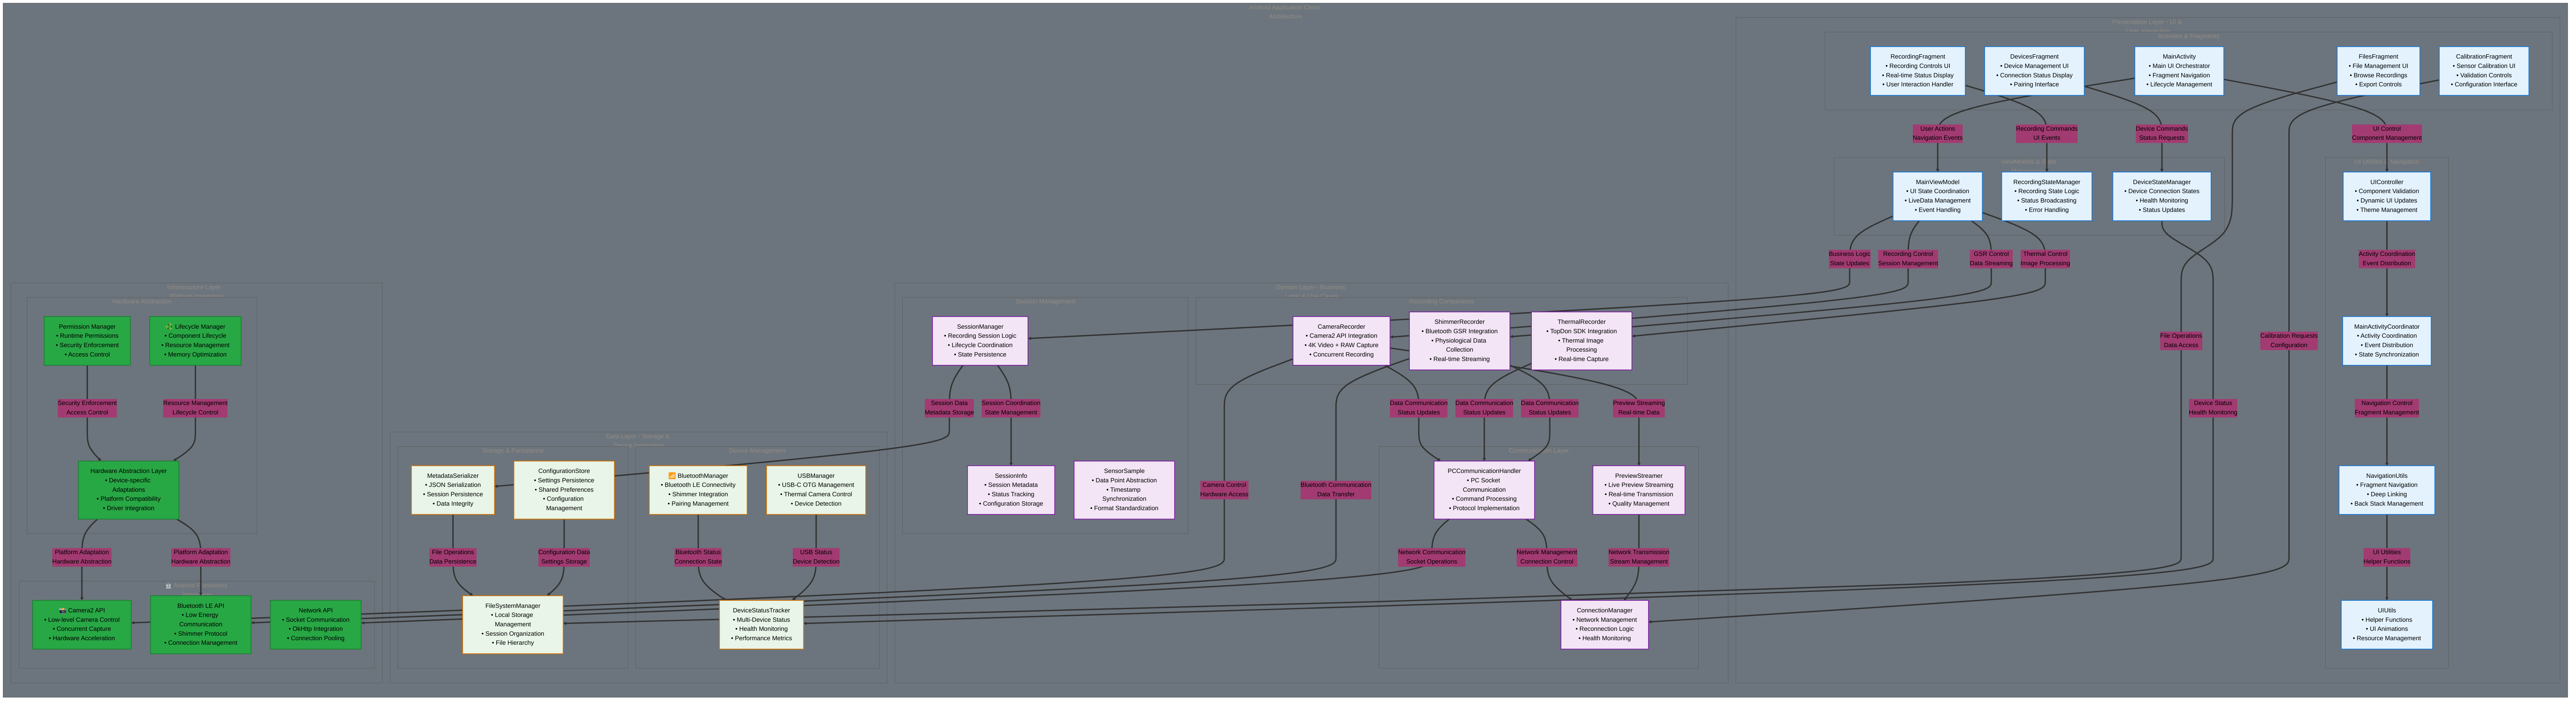 Android Application Clean
Architecture
Presentation Layer - UI &
Activities & Fragments
RecordingFragment
• Recording Controls UI
• Real-time Status Display
• User Interaction Handler
DevicesFragment
• Device Management UI
• Connection Status Display
• Pairing Interface
MainActivity
• Main UI Orchestrator
• Fragment Navigation
• Lifecycle Management
FilesFragment
• File Management UI
• Browse Recordings
• Export Controls
CalibrationFragment
• Sensor Calibration UI
• Validation Controls
• Configuration Interface
User Actions
Navigation Events
Recording Commands
UI Events
Device Commands
Status Requests
UI Control
Component Management
MainViewModel
• UI State Coordination
• LiveData Management
• Event Handling
RecordingStateManager
• Recording State Logic
• Status Broadcasting
• Error Handling
DeviceStateManager
• Device Connection States
• Health Monitoring
• Status Updates
UIController
• Component Validation
• Dynamic UI Updates
• Theme Management
Business Logic
State Updates
Recording Control
Session Management
GSR Control
Data Streaming
Thermal Control
Image Processing
Activity Coordination
Event Distribution
Infrastructure Layer -
Hardware Abstraction
Permission Manager
• Runtime Permissions
• Security Enforcement
• Access Control
Lifecycle Manager
• Component Lifecycle
• Resource Management
• Memory Optimization
Domain Layer - Business
Session Management
SessionManager
• Recording Session Logic
• Lifecycle Coordination
• State Persistence
Recording Components
CameraRecorder
• Camera2 API Integration
• 4K Video + RAW Capture
• Concurrent Recording
ShimmerRecorder
• Bluetooth GSR Integration
• Physiological Data
Collection
• Real-time Streaming
ThermalRecorder
• TopDon SDK Integration
• Thermal Image
Processing
• Real-time Capture
File Operations
Data Access
Calibration Requests
Configuration
MainActivityCoordinator
• Activity Coordination
• Event Distribution
• State Synchronization
Security Enforcement
Access Control
Resource Management
Lifecycle Control
Session Data
Metadata Storage
Session Coordination
State Management
Data Communication
Status Updates
Data Communication
Status Updates
Data Communication
Status Updates
Preview Streaming
Real-time Data
Device Status
Health Monitoring
Navigation Control
Fragment Management
Data Layer - Storage &
Storage & Persistence
Device Management
Hardware Abstraction Layer
• Device-specific
Adaptations
• Platform Compatibility
• Driver Integration
MetadataSerializer
• JSON Serialization
• Session Persistence
• Data Integrity
ConfigurationStore
• Settings Persistence
• Shared Preferences
• Configuration
Management
📶 BluetoothManager
• Bluetooth LE Connectivity
• Shimmer Integration
• Pairing Management
USBManager
• USB-C OTG Management
• Thermal Camera Control
• Device Detection
SessionInfo
• Session Metadata
• Status Tracking
• Configuration Storage
SensorSample
• Data Point Abstraction
• Timestamp
Synchronization
• Format Standardization
Camera Control
Hardware Access
Bluetooth Communication
Data Transfer
PCCommunicationHandler
• PC Socket
Communication
• Command Processing
• Protocol Implementation
PreviewStreamer
• Live Preview Streaming
• Real-time Transmission
• Quality Management
NavigationUtils
• Fragment Navigation
• Deep Linking
• Back Stack Management
Platform Adaptation
Hardware Abstraction
Platform Adaptation
Hardware Abstraction
File Operations
Data Persistence
Configuration Data
Settings Storage
Bluetooth Status
Connection State
USB Status
Device Detection
Network Communication
Socket Operations
Network Management
Connection Control
Network Transmission
Stream Management
UI Utilities
Helper Functions
📸 Camera2 API
• Low-level Camera Control
• Concurrent Capture
• Hardware Acceleration
Bluetooth LE API
• Low Energy
Communication
• Shimmer Protocol
• Connection Management
Network API
• Socket Communication
• OkHttp Integration
• Connection Pooling
FileSystemManager
• Local Storage
Management
• Session Organization
• File Hierarchy
DeviceStatusTracker
• Multi-Device Status
• Health Monitoring
• Performance Metrics
ConnectionManager
• Network Management
• Reconnection Logic
• Health Monitoring
UIUtils
• Helper Functions
• UI Animations
• Resource Management